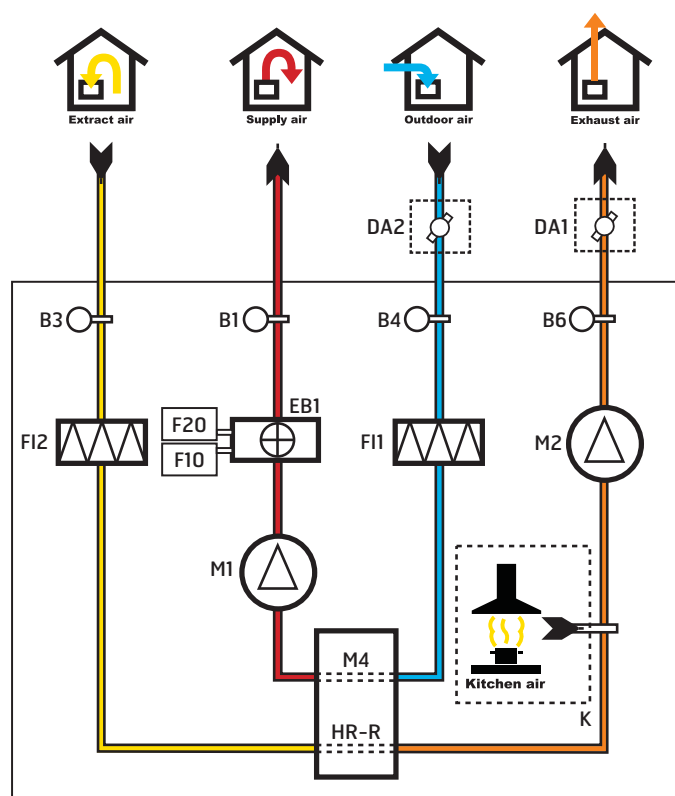 Extract air
Supply air
Outdoor air
Exhaust air
DA2
DA1
B3
B1
B4
B6
EB1
F20
F10
FI2
FI1
M2
M1
M4
HR-R
Kitchen air
K